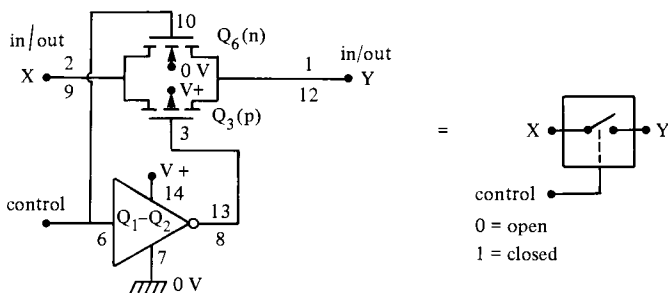 10
Q6(n)
in/out
2
X
9
0 V
V+
1
in/out
Y
12
Q3(p)
3
V+
14
control
Q1–Q2
6
13
8
7
0 V
=
X
Y
control
0 = open
1 = closed